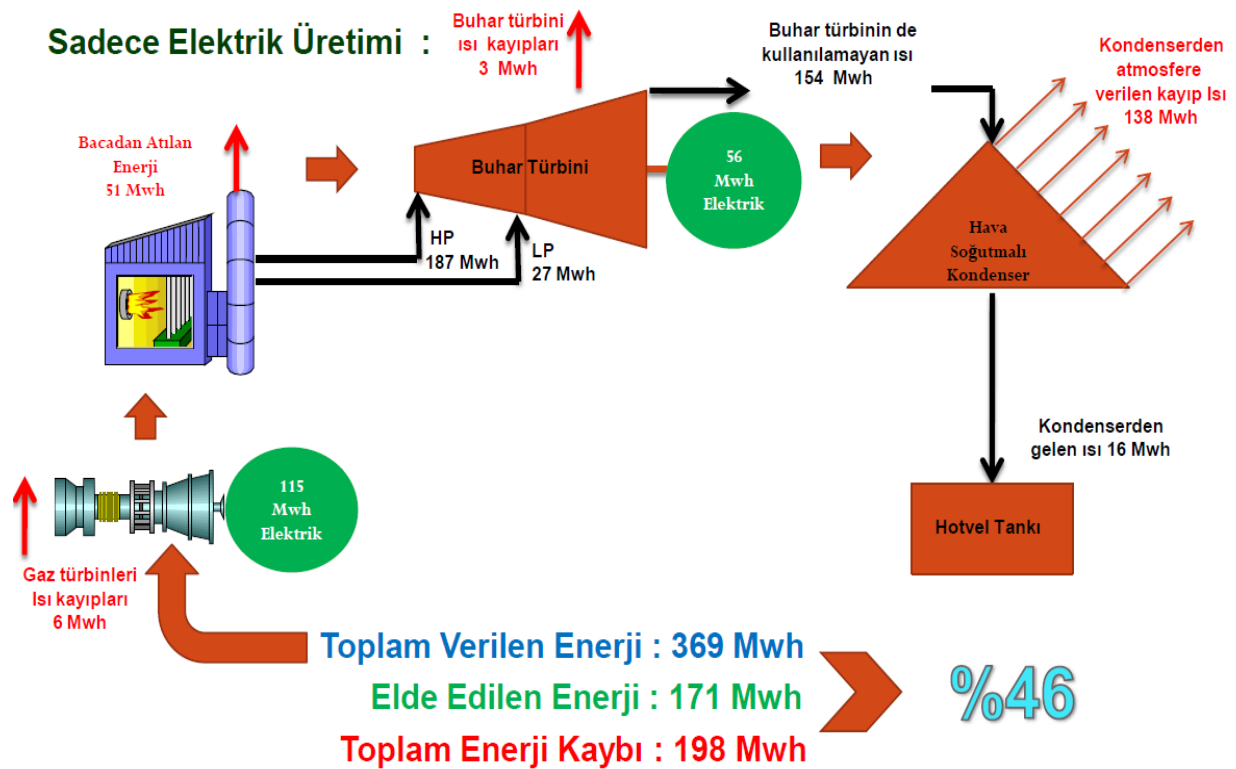 Sadece Elektrik Üretimi :
Buhar türbini
ısı kayıpları
3 Mwh
Buhar türbinin de
kullanılamayan ısı
154 Mwh
Kondenserden
atmosfere
verilen kayıp Isı
138 Mwh
Bacadan Atılan
Enerji
51 Mwh
Buhar Türbini
56
Mwh
Elektrik
HP
187 Mwh
LP
27 Mwh
Hava
Soğutmalı
Kondenser
Kondenserden
gelen ısı 16 Mwh
115
Mwh
Elektrik
Hotvel Tankı
Gaz türbinleri
Isı kayıpları
6 Mwh
Toplam Verilen Enerji : 369 Mwh
Elde Edilen Enerji : 171 Mwh
Toplam Enerji Kaybı : 198 Mwh
%46